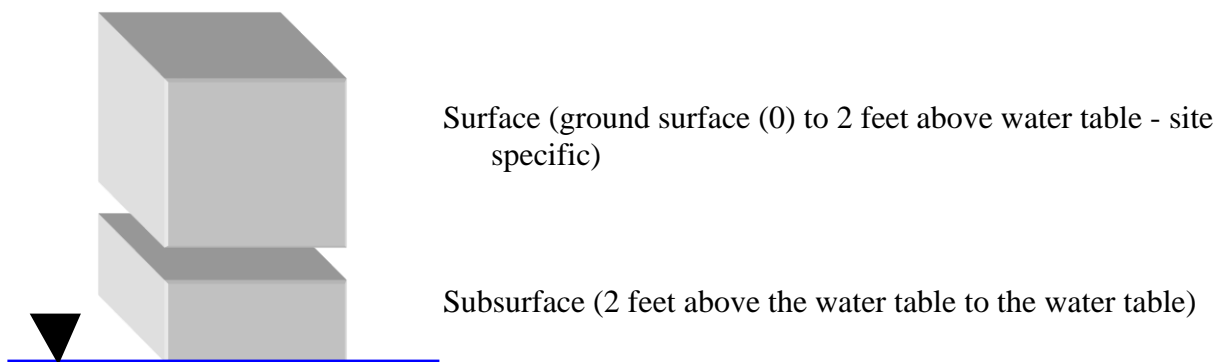 Surface (ground surface (0) to 2 feet above water table - site
specific)
Subsurface (2 feet above the water table to the water table)